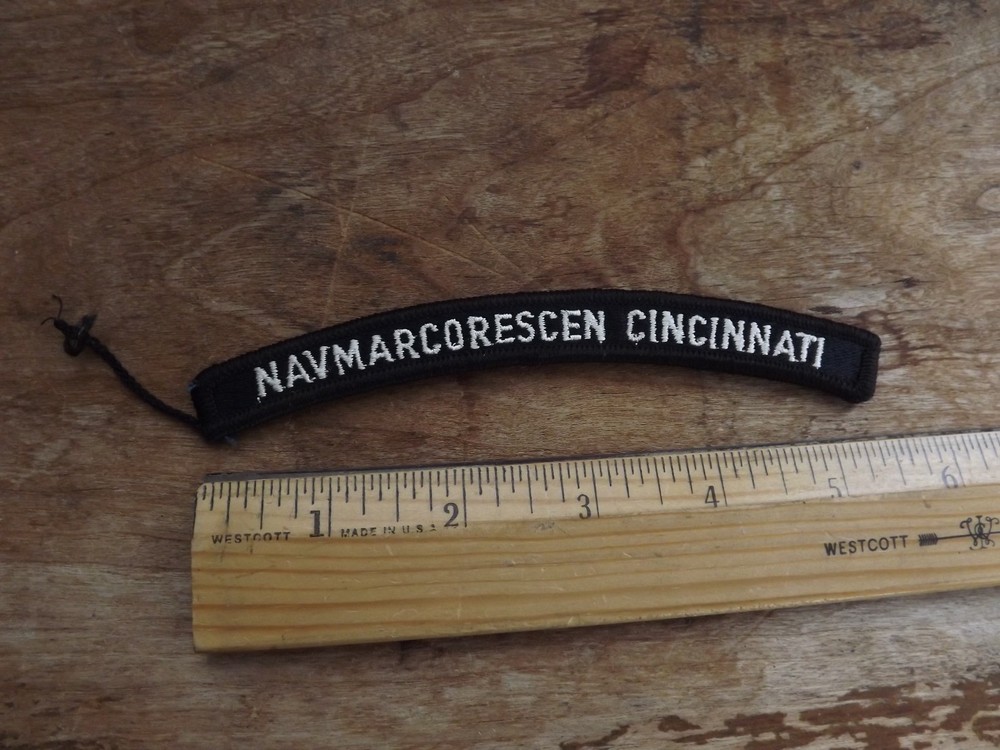 NAVMARCORESCEN CINCINNATI
1 2 3 4 5 6
WESTCOTT MADE IN U.S.A.
WESTCOTT